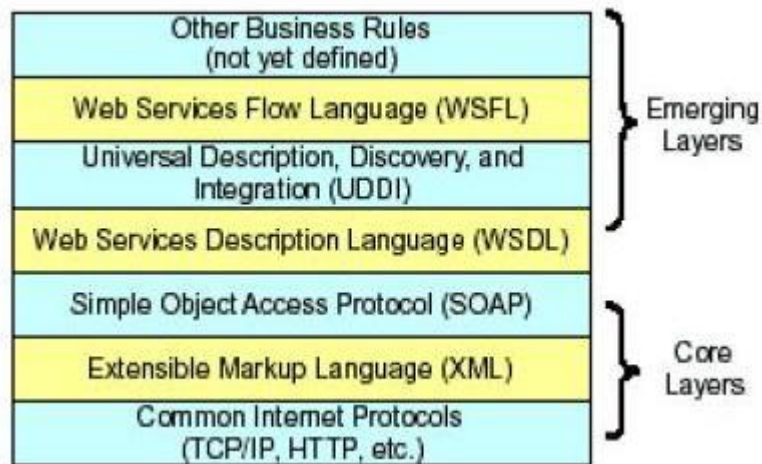 Other Business Rules
(not yet defined)
Web Services Flow Language (WSFL)
Universal Description, Discovery, and
Integration (UDDI)
Web Services Description Language (WSDL)
Simple Object Access Protocol (SOAP)
Extensible Markup Language (XML)
Common Internet Protocols
(TCP/IP, HTTP, etc.)
Emerging
Layers
Core
Layers